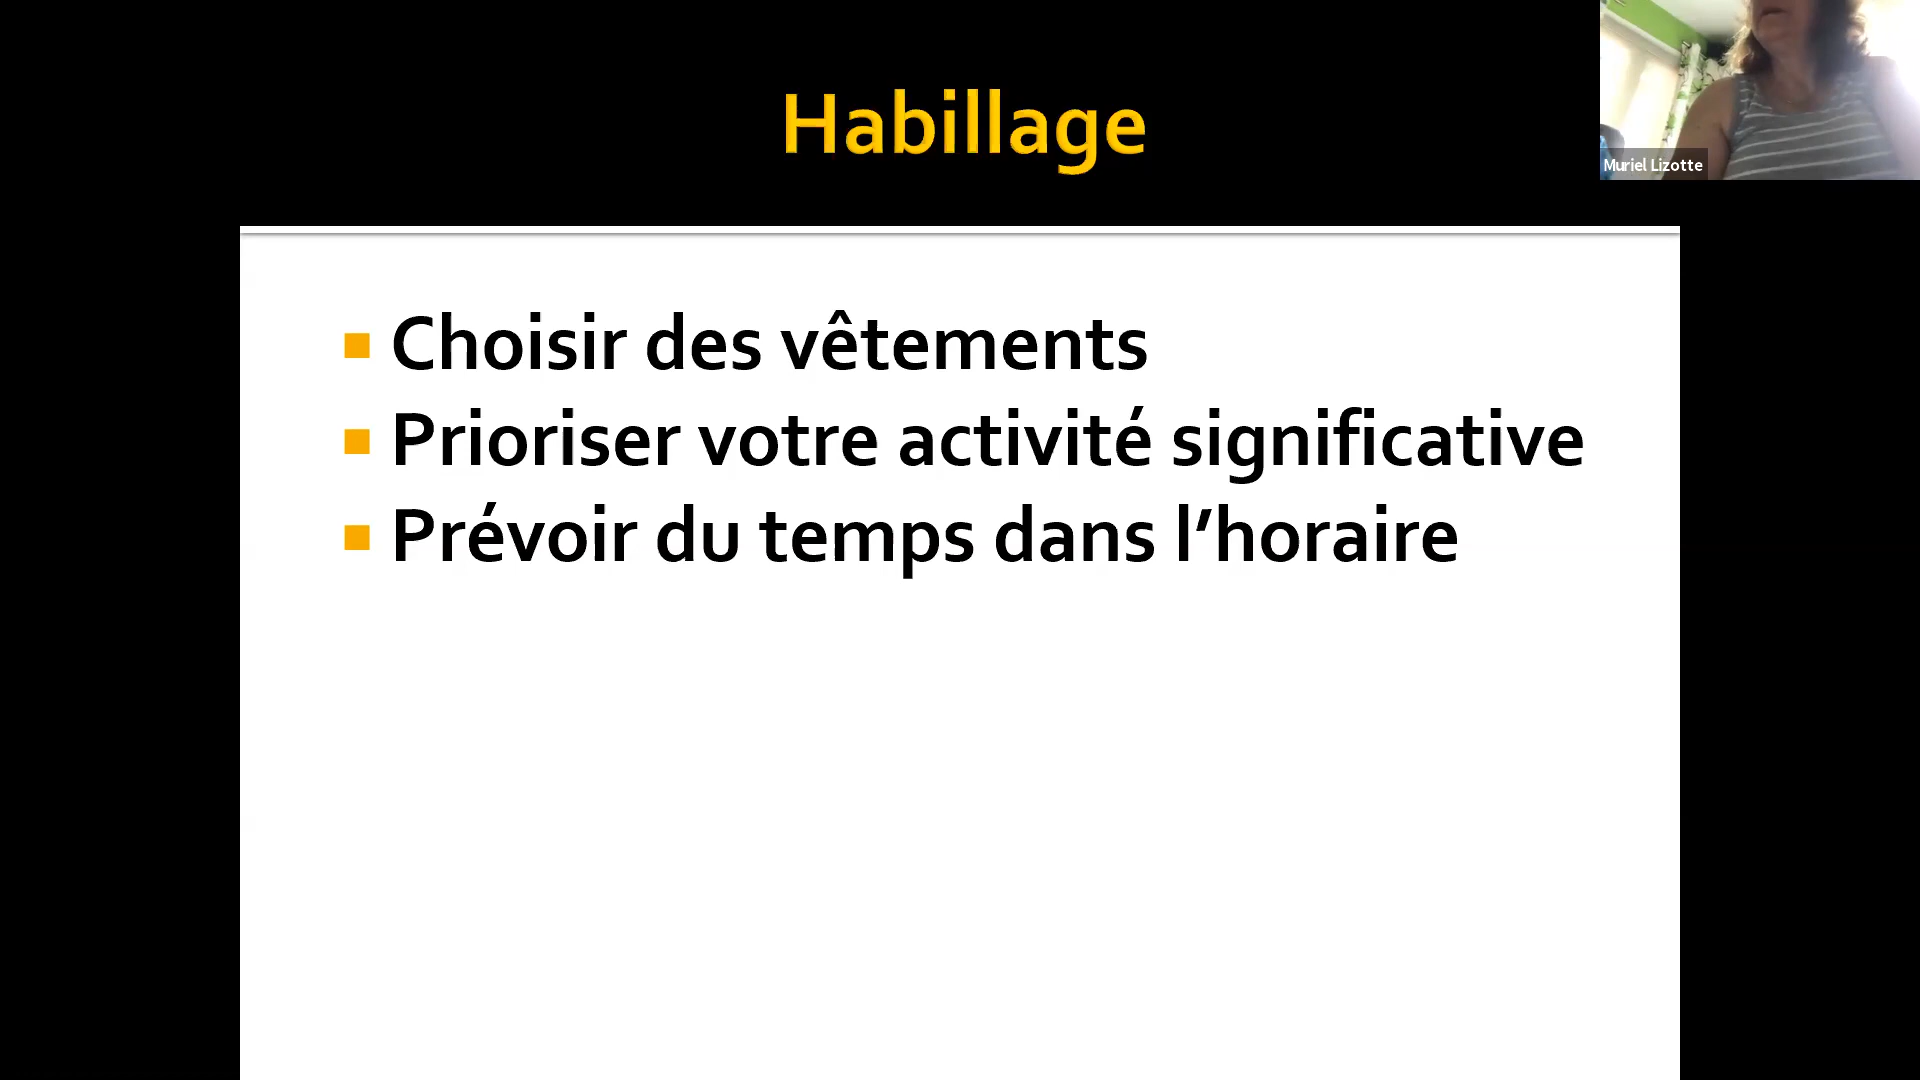 Habillage
Muriel Lizotte
Choisir des vêtements
Prioriser votre activité significative
Prévoir du temps dans l’horaire